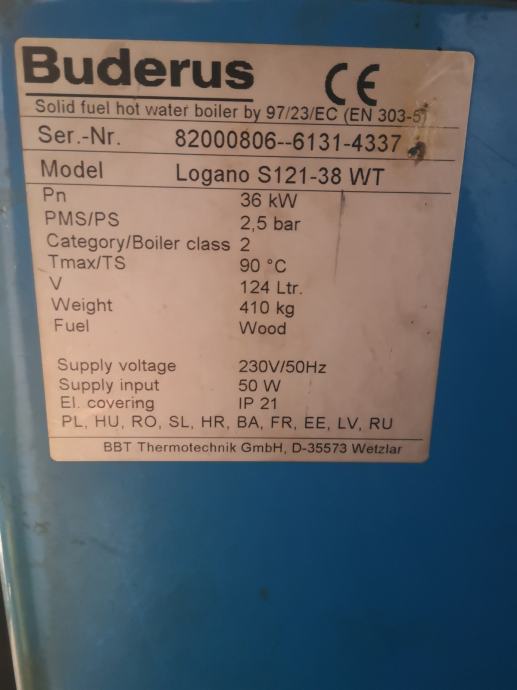 Buderus CE
Solid fuel hot water boiler by 97/23/EC (EN 303-5)
Ser.-Nr. 82000806--6131-4337
Model Logano S121-38 WT
Pn 36 kW
PMS/PS 2,5 bar
Category/Boiler class 2
Tmax/TS 90 °C
V 124 Ltr.
Weight 410 kg
Fuel Wood
Supply voltage 230V/50Hz
Supply input 50 W
El. covering IP 21
PL, HU, RO, SL, HR, BA, FR, EE, LV, RU
BBT Thermotechnik GmbH, D-35573 Wetzlar